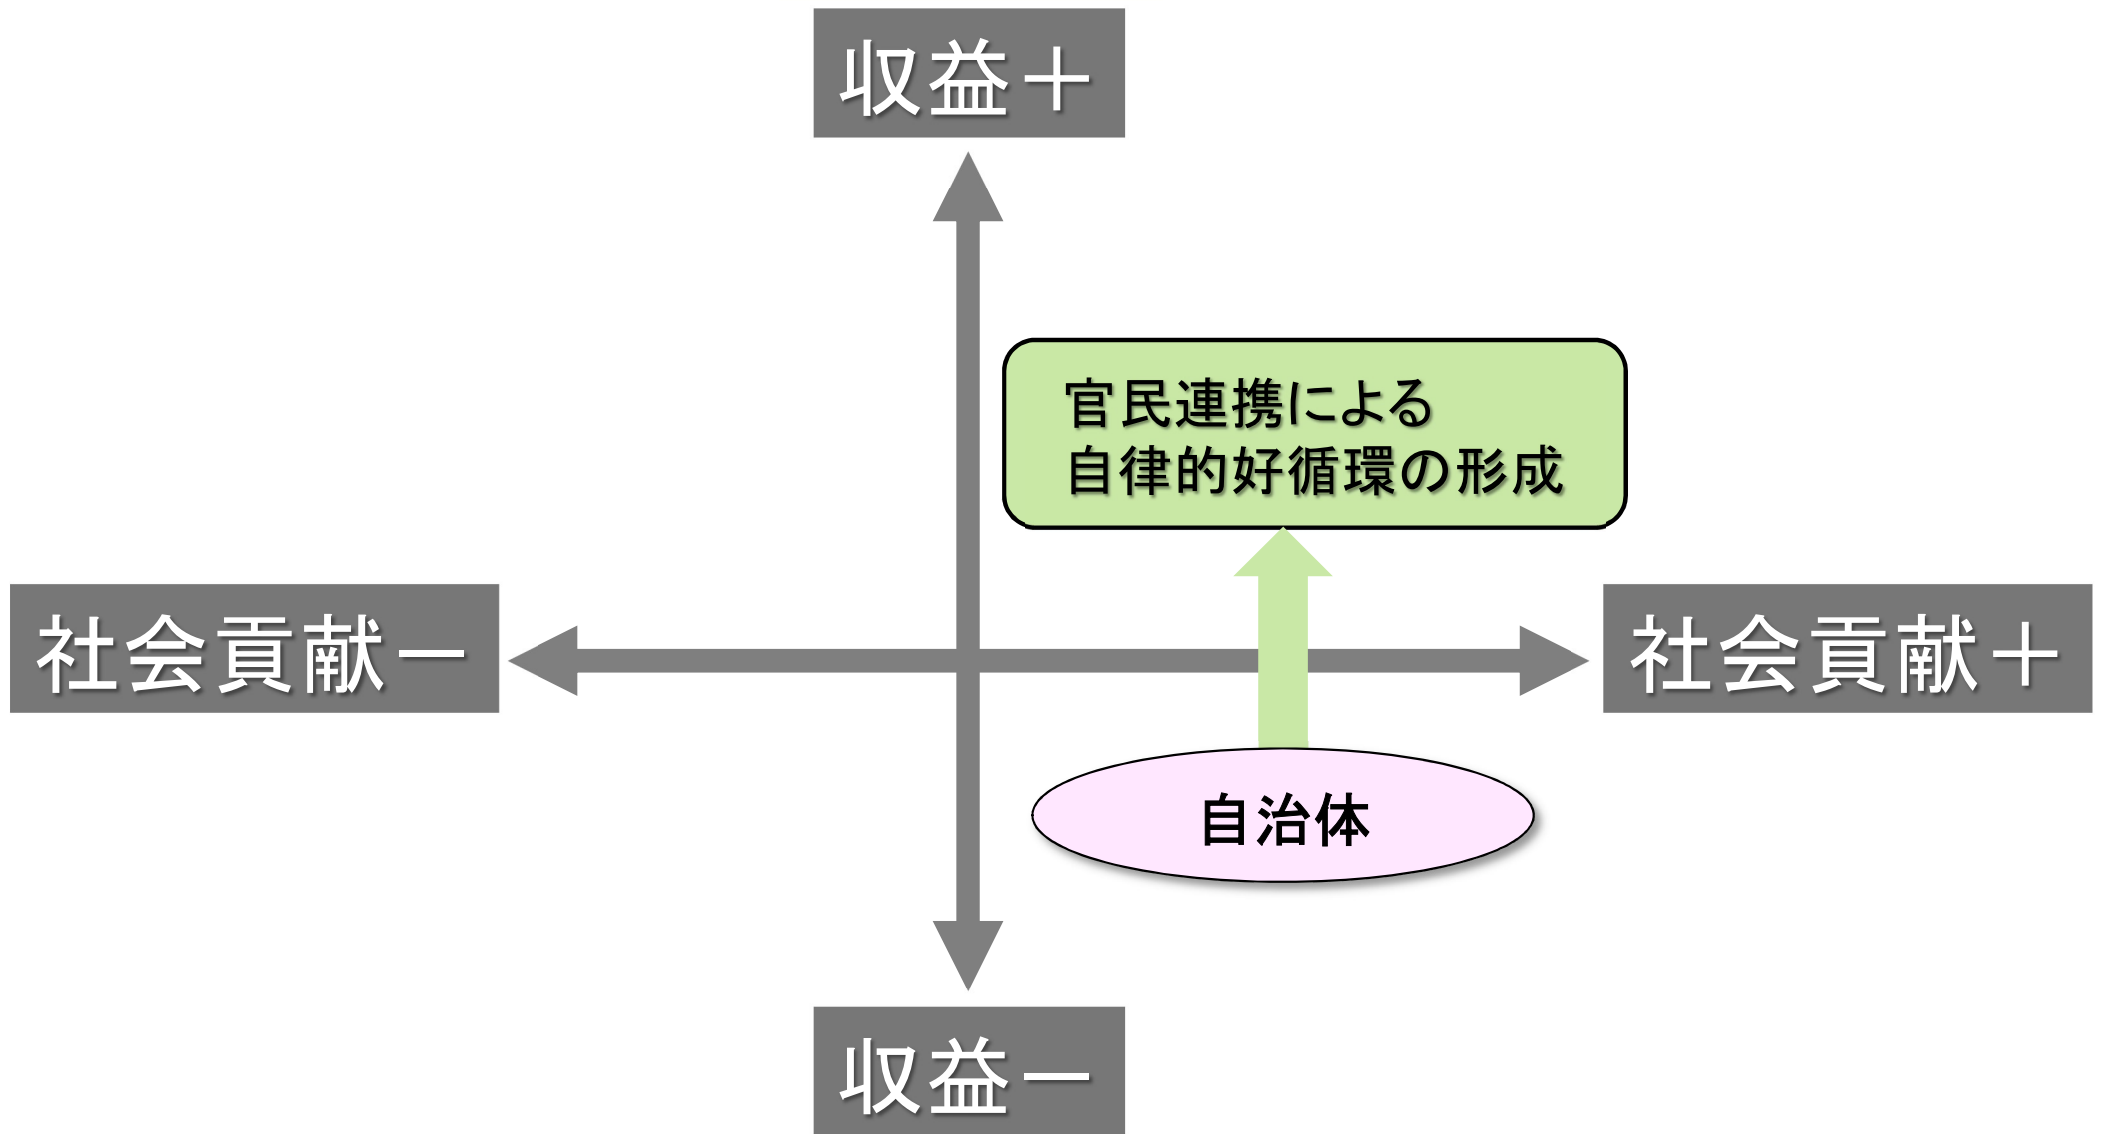 収益＋
官民連携による
自律的好循環の形成
社会貢献－
社会貢献＋
自治体
収益－